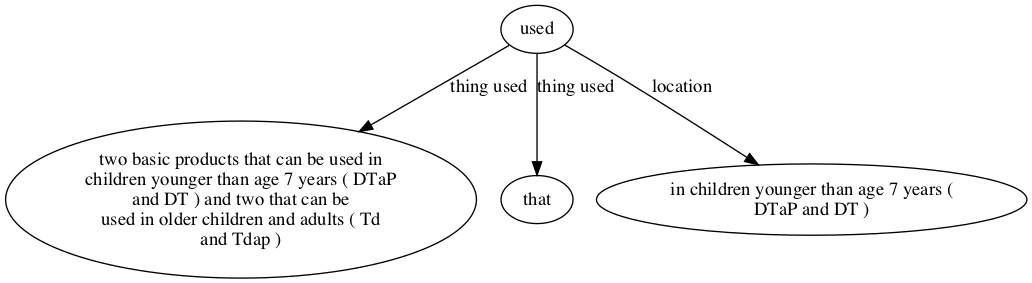 used
thing used
thing used
location
two basic products that can be used in
children younger than age 7 years ( DTaP
and DT ) and two that can be
used in older children and adults ( Td
and Tdap )
that
in children younger than age 7 years (
DTaP and DT )